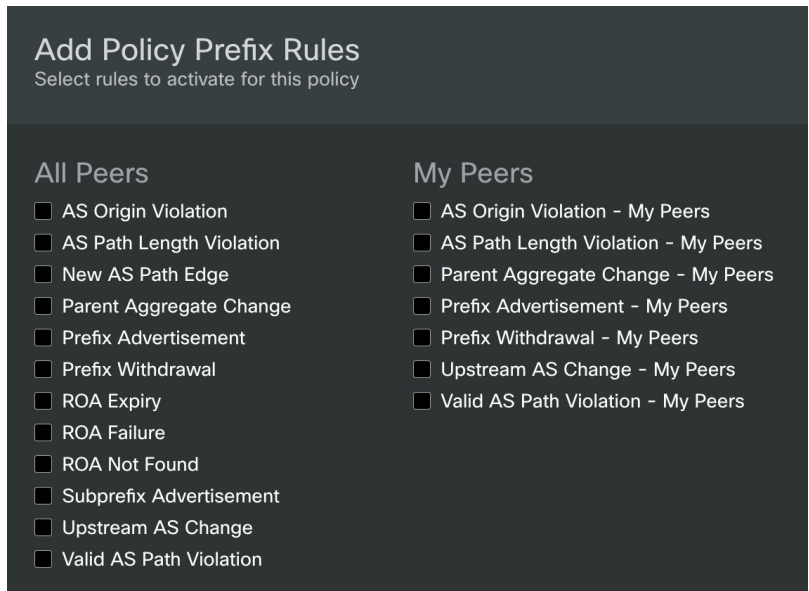 Add Policy Prefix Rules
Select rules to activate for this policy
All Peers
AS Origin Violation
AS Path Length Violation
New AS Path Edge
Parent Aggregate Change
Prefix Advertisement
Prefix Withdrawal
ROA Expiry
ROA Failure
ROA Not Found
Subprefix Advertisement
Upstream AS Change
Valid AS Path Violation
My Peers
AS Origin Violation - My Peers
AS Path Length Violation - My Peers
Parent Aggregate Change - My Peers
Prefix Advertisement - My Peers
Prefix Withdrawal - My Peers
Upstream AS Change - My Peers
Valid AS Path Violation - My Peers